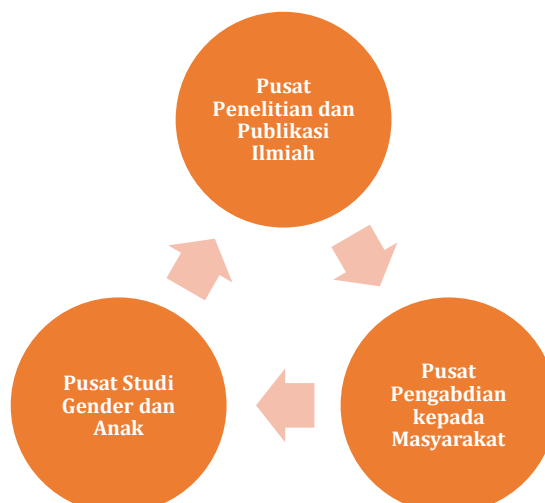 Pusat
Penelitian dan
Publikasi
Ilmiah
Pusat
Pengabdian
kepada
Masyarakat
Pusat Studi
Gender dan
Anak